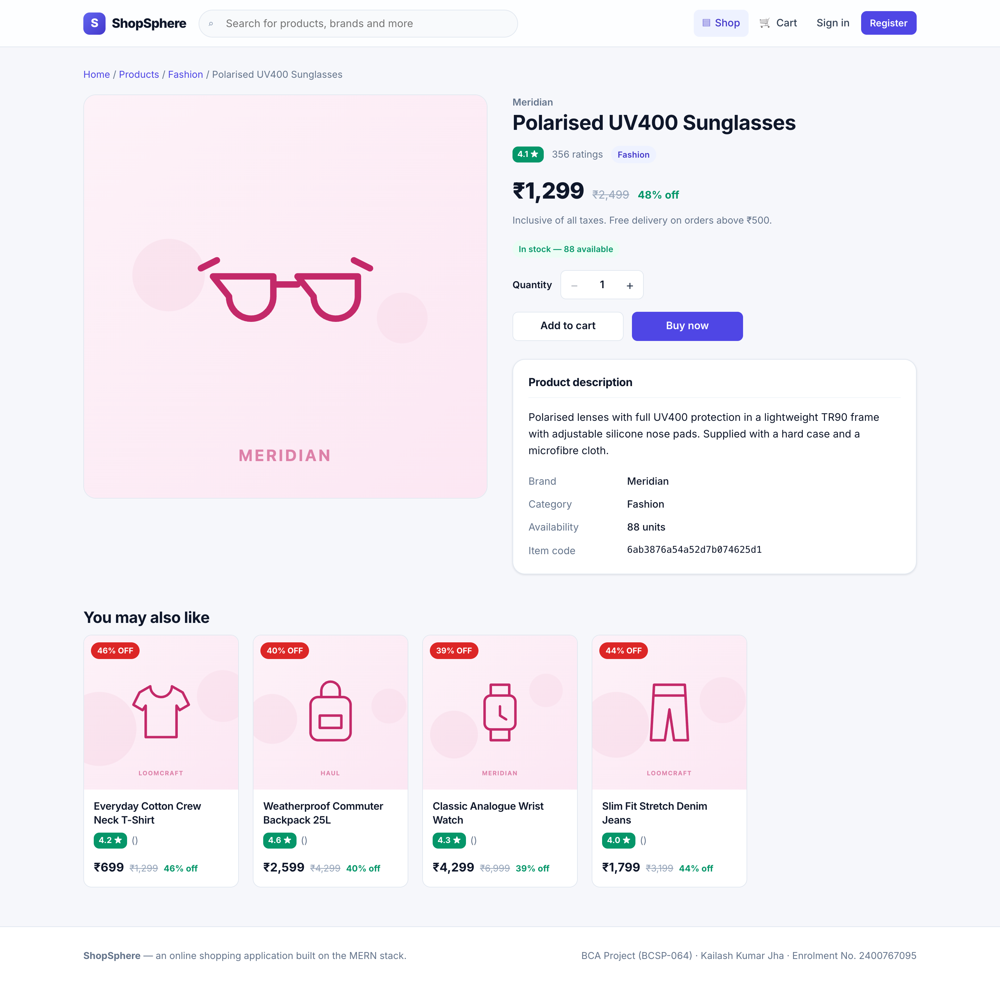 S ShopSphere
Search for products, brands and more
Shop
Cart
Sign in
Register
Home / Products / Fashion / Polarised UV400 Sunglasses
MERIDIAN
Meridian
Polarised UV400 Sunglasses
4.1 ★ 356 ratings Fashion
₹1,299 ₹2,499 48% off
Inclusive of all taxes. Free delivery on orders above ₹500.
In stock — 88 available
Quantity − 1 +
Add to cart
Buy now
Product description
Polarised lenses with full UV400 protection in a lightweight TR90 frame
with adjustable silicone nose pads. Supplied with a hard case and a
microfibre cloth.
Brand Meridian
Category Fashion
Availability 88 units
Item code 6ab3876a54a52d7b074625d1
You may also like
46% OFF
LOOMCRAFT
Everyday Cotton Crew
Neck T-Shirt
4.2 ★ ()
₹699 ₹1,299 46% off
40% OFF
HAUL
Weatherproof Commuter
Backpack 25L
4.6 ★ ()
₹2,599 ₹4,299 40% off
39% OFF
MERIDIAN
Classic Analogue Wrist
Watch
4.3 ★ ()
₹4,299 ₹6,999 39% off
44% OFF
LOOMCRAFT
Slim Fit Stretch Denim
Jeans
4.0 ★ ()
₹1,799 ₹3,199 44% off
ShopSphere — an online shopping application built on the MERN stack.
BCA Project (BCSP-064) · Kailash Kumar Jha · Enrolment No. 2400767095